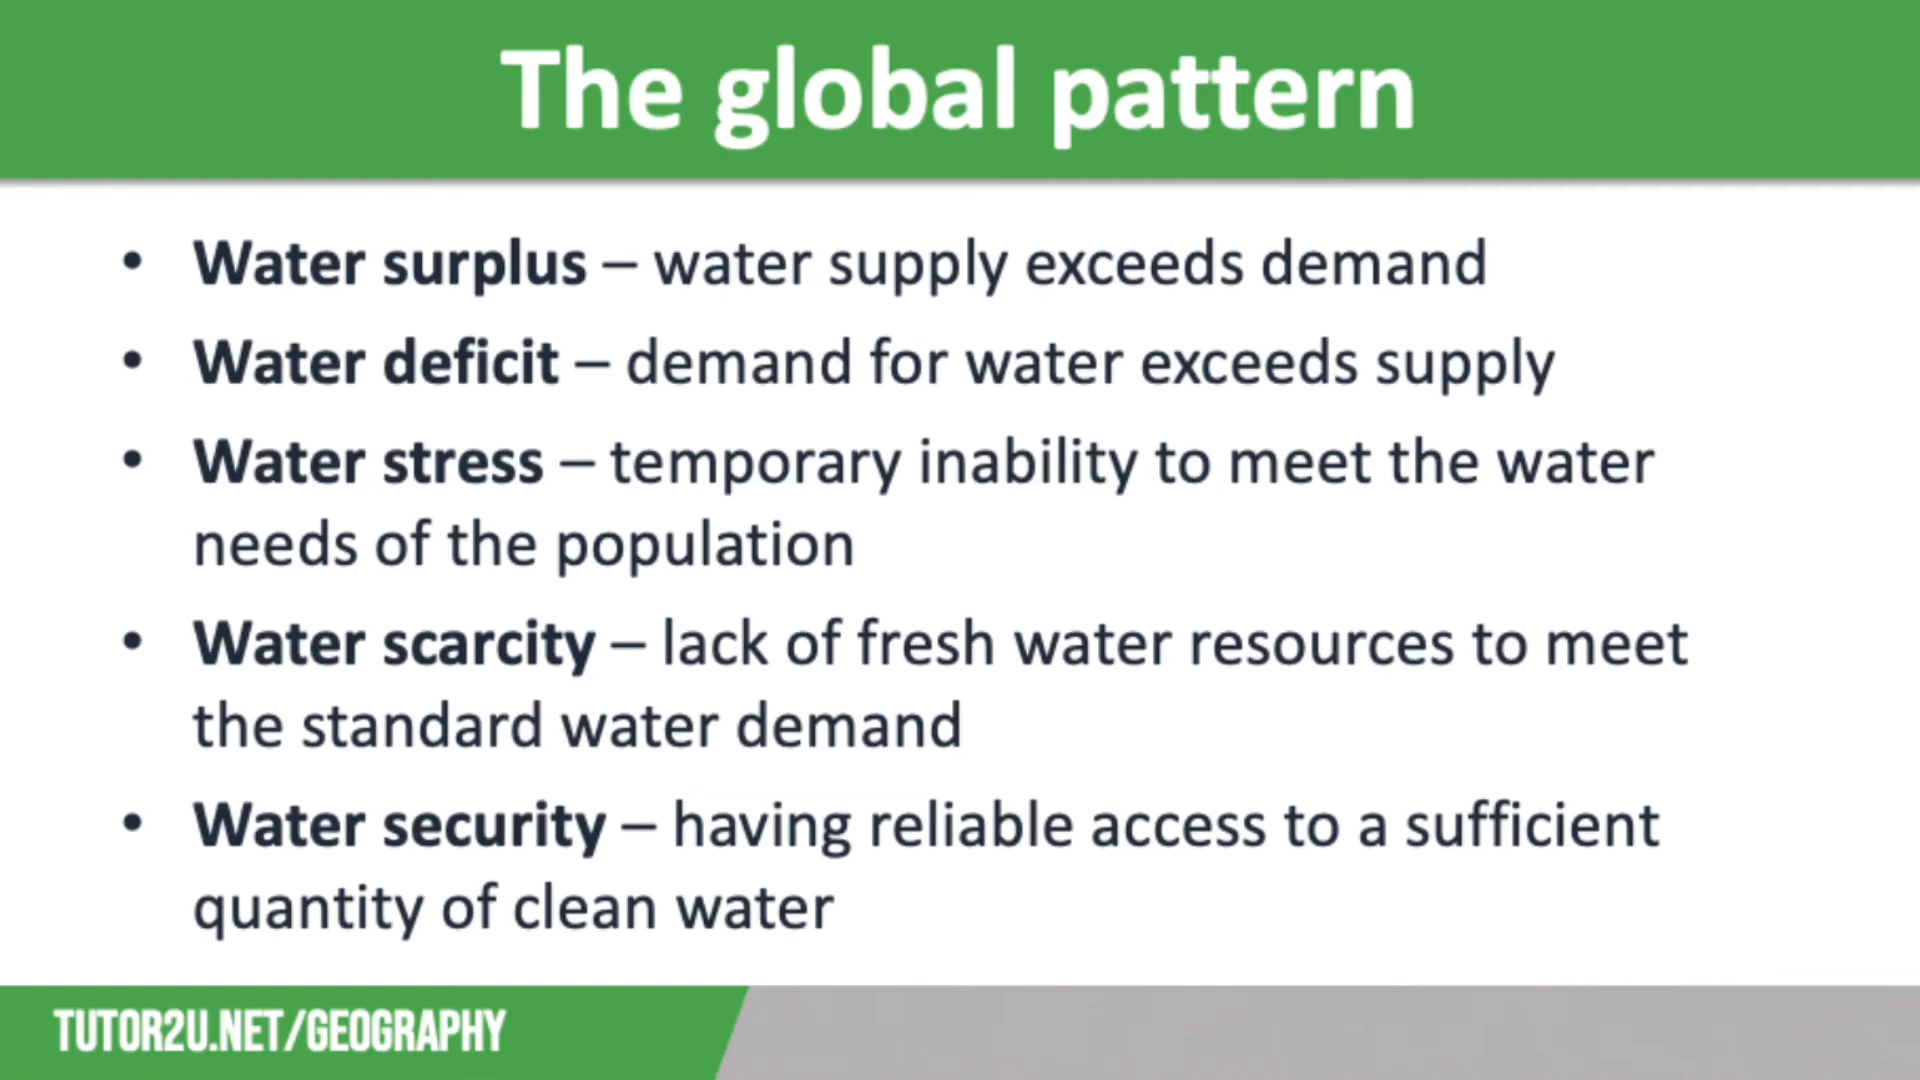 The global pattern
• Water surplus – water supply exceeds demand
• Water deficit – demand for water exceeds supply
• Water stress – temporary inability to meet the water
needs of the population
• Water scarcity – lack of fresh water resources to meet
the standard water demand
• Water security – having reliable access to a sufficient
quantity of clean water
TUTOR2U.NET/GEOGRAPHY